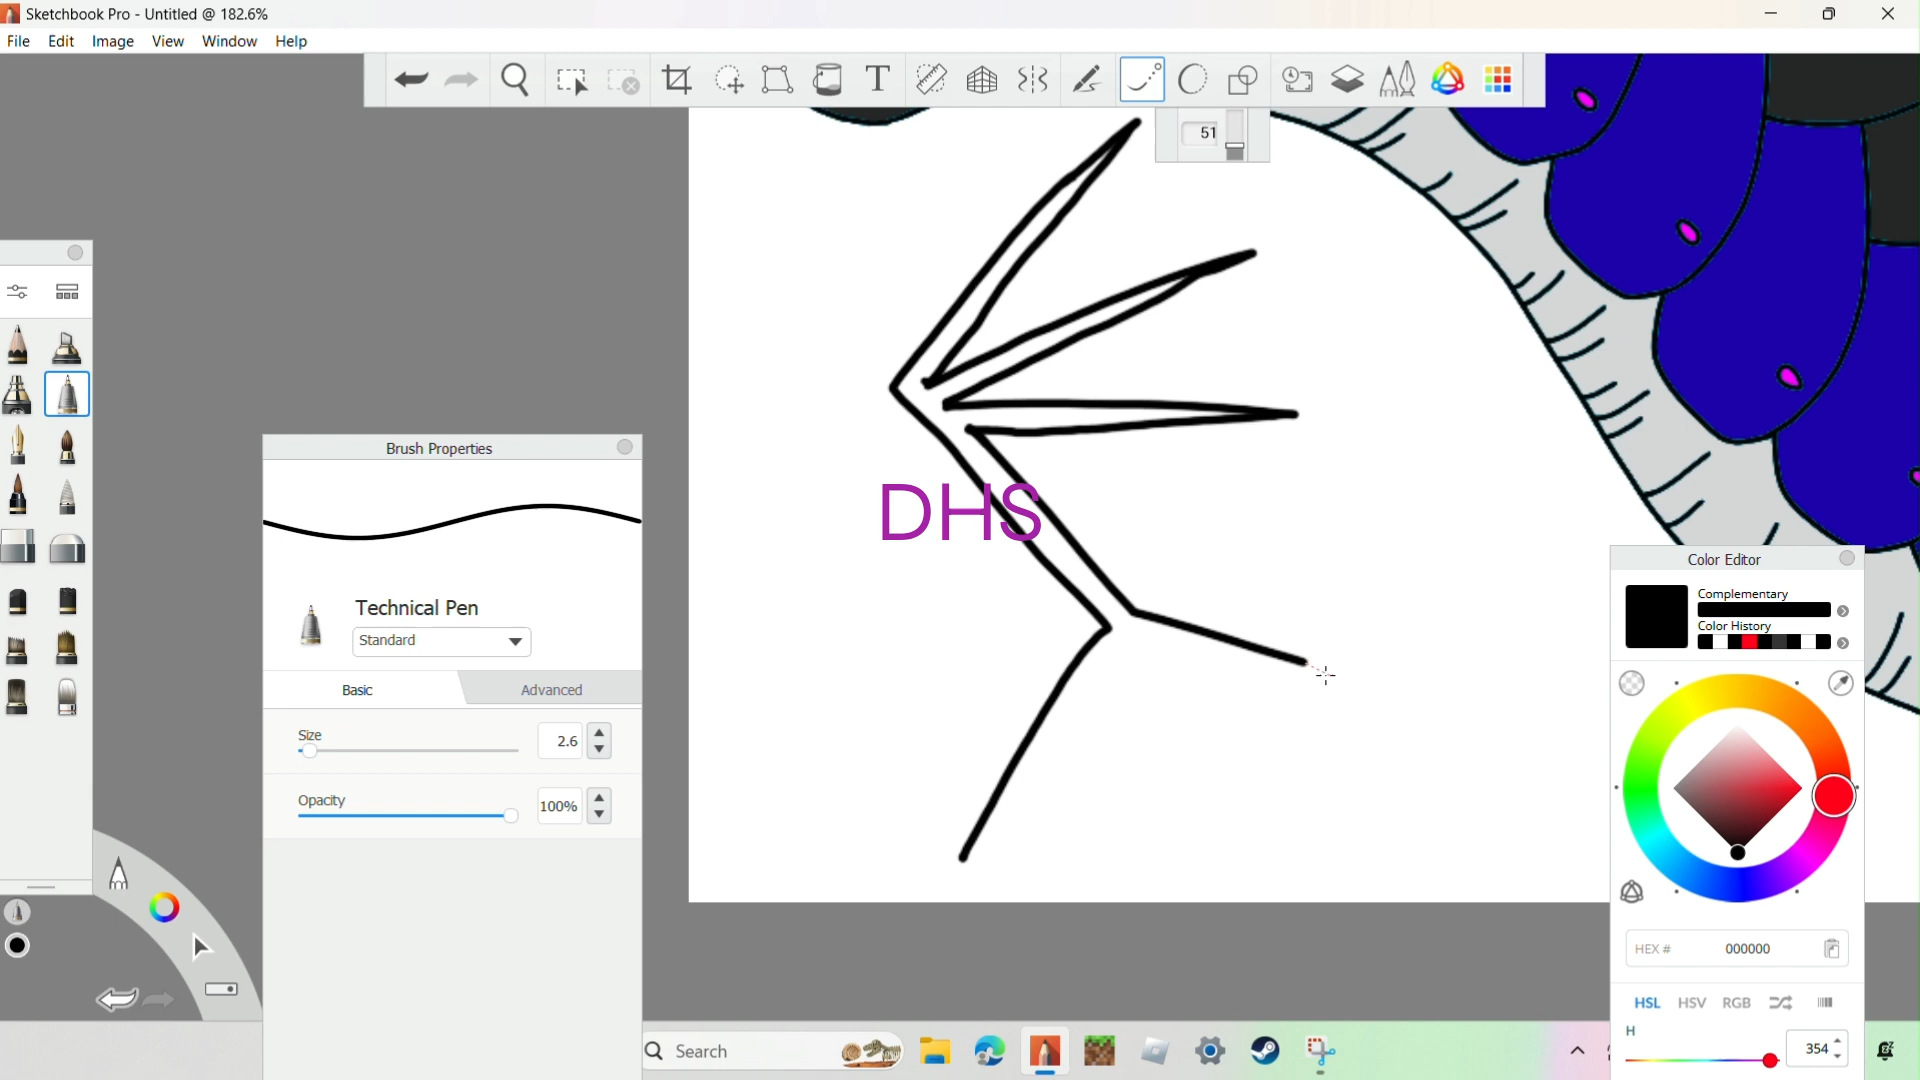 Sketchbook Pro - Untitled @ 182.6%
File Edit Image View Window Help
T
51
Brush Properties
DHS
Technical Pen
Standard
Basic Advanced
Size 2.6
Opacity 100%
Color Editor
Complementary
Color History
HEX # 000000
HSL HSV RGB
H
354
Search